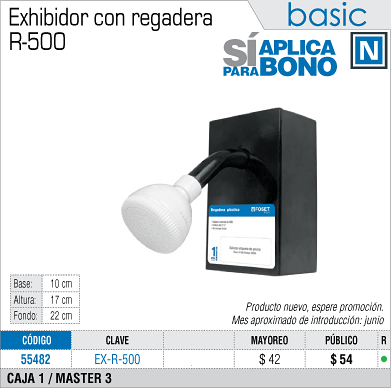 Exhibidor con regadera
R-500
basic
SÍ APLICA
PARA BONO
N
Regadera plástica
FOSET
Base: 10 cm
Altura: 17 cm
Fondo: 22 cm
Producto nuevo, espere promoción.
Mes aproximado de introducción: junio
CÓDIGO CLAVE MAYOREO PÚBLICO R
55482 EX-R-500 $ 42 $ 54
CAJA 1 / MASTER 3